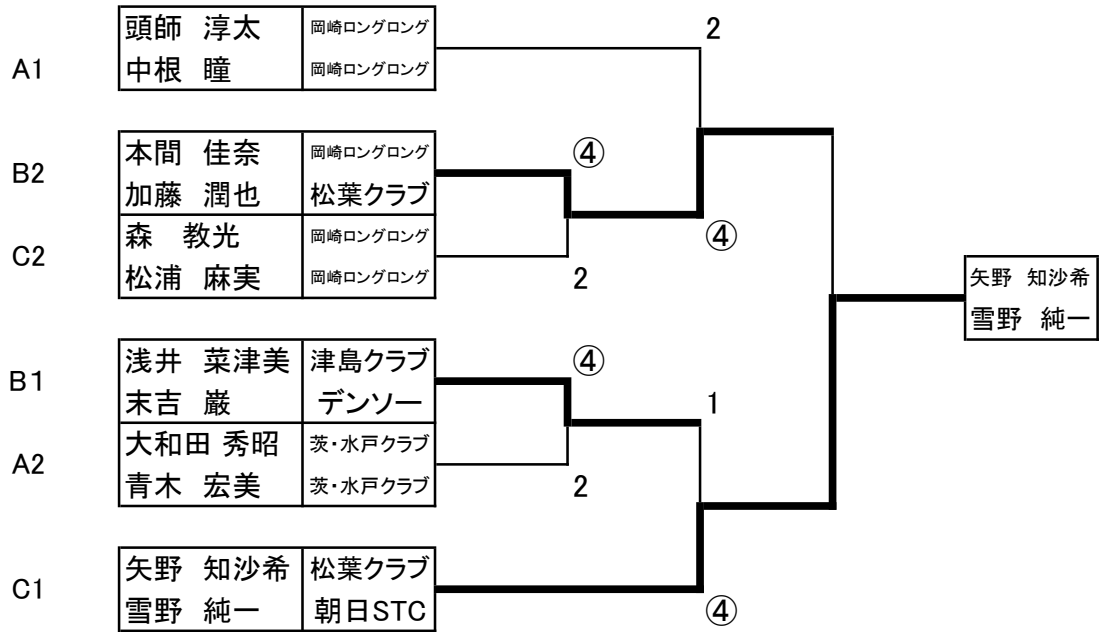 頭師 淳太 岡崎ロングロング 2
A1 中根 瞳 岡崎ロングロング
本間 佳奈 岡崎ロングロング ④
B2
加藤 潤也 松葉クラブ
森 教光 岡崎ロングロング ④
C2
松浦 麻実 岡崎ロングロング 2
矢野 知沙希
雪野 純一
浅井 菜津美 津島クラブ ④
B1
末吉 巌 デンソー 1
大和田 秀昭 茨・水戸クラブ
A2
青木 宏美 茨・水戸クラブ 2
矢野 知沙希 松葉クラブ
C1
雪野 純一 朝日STC ④